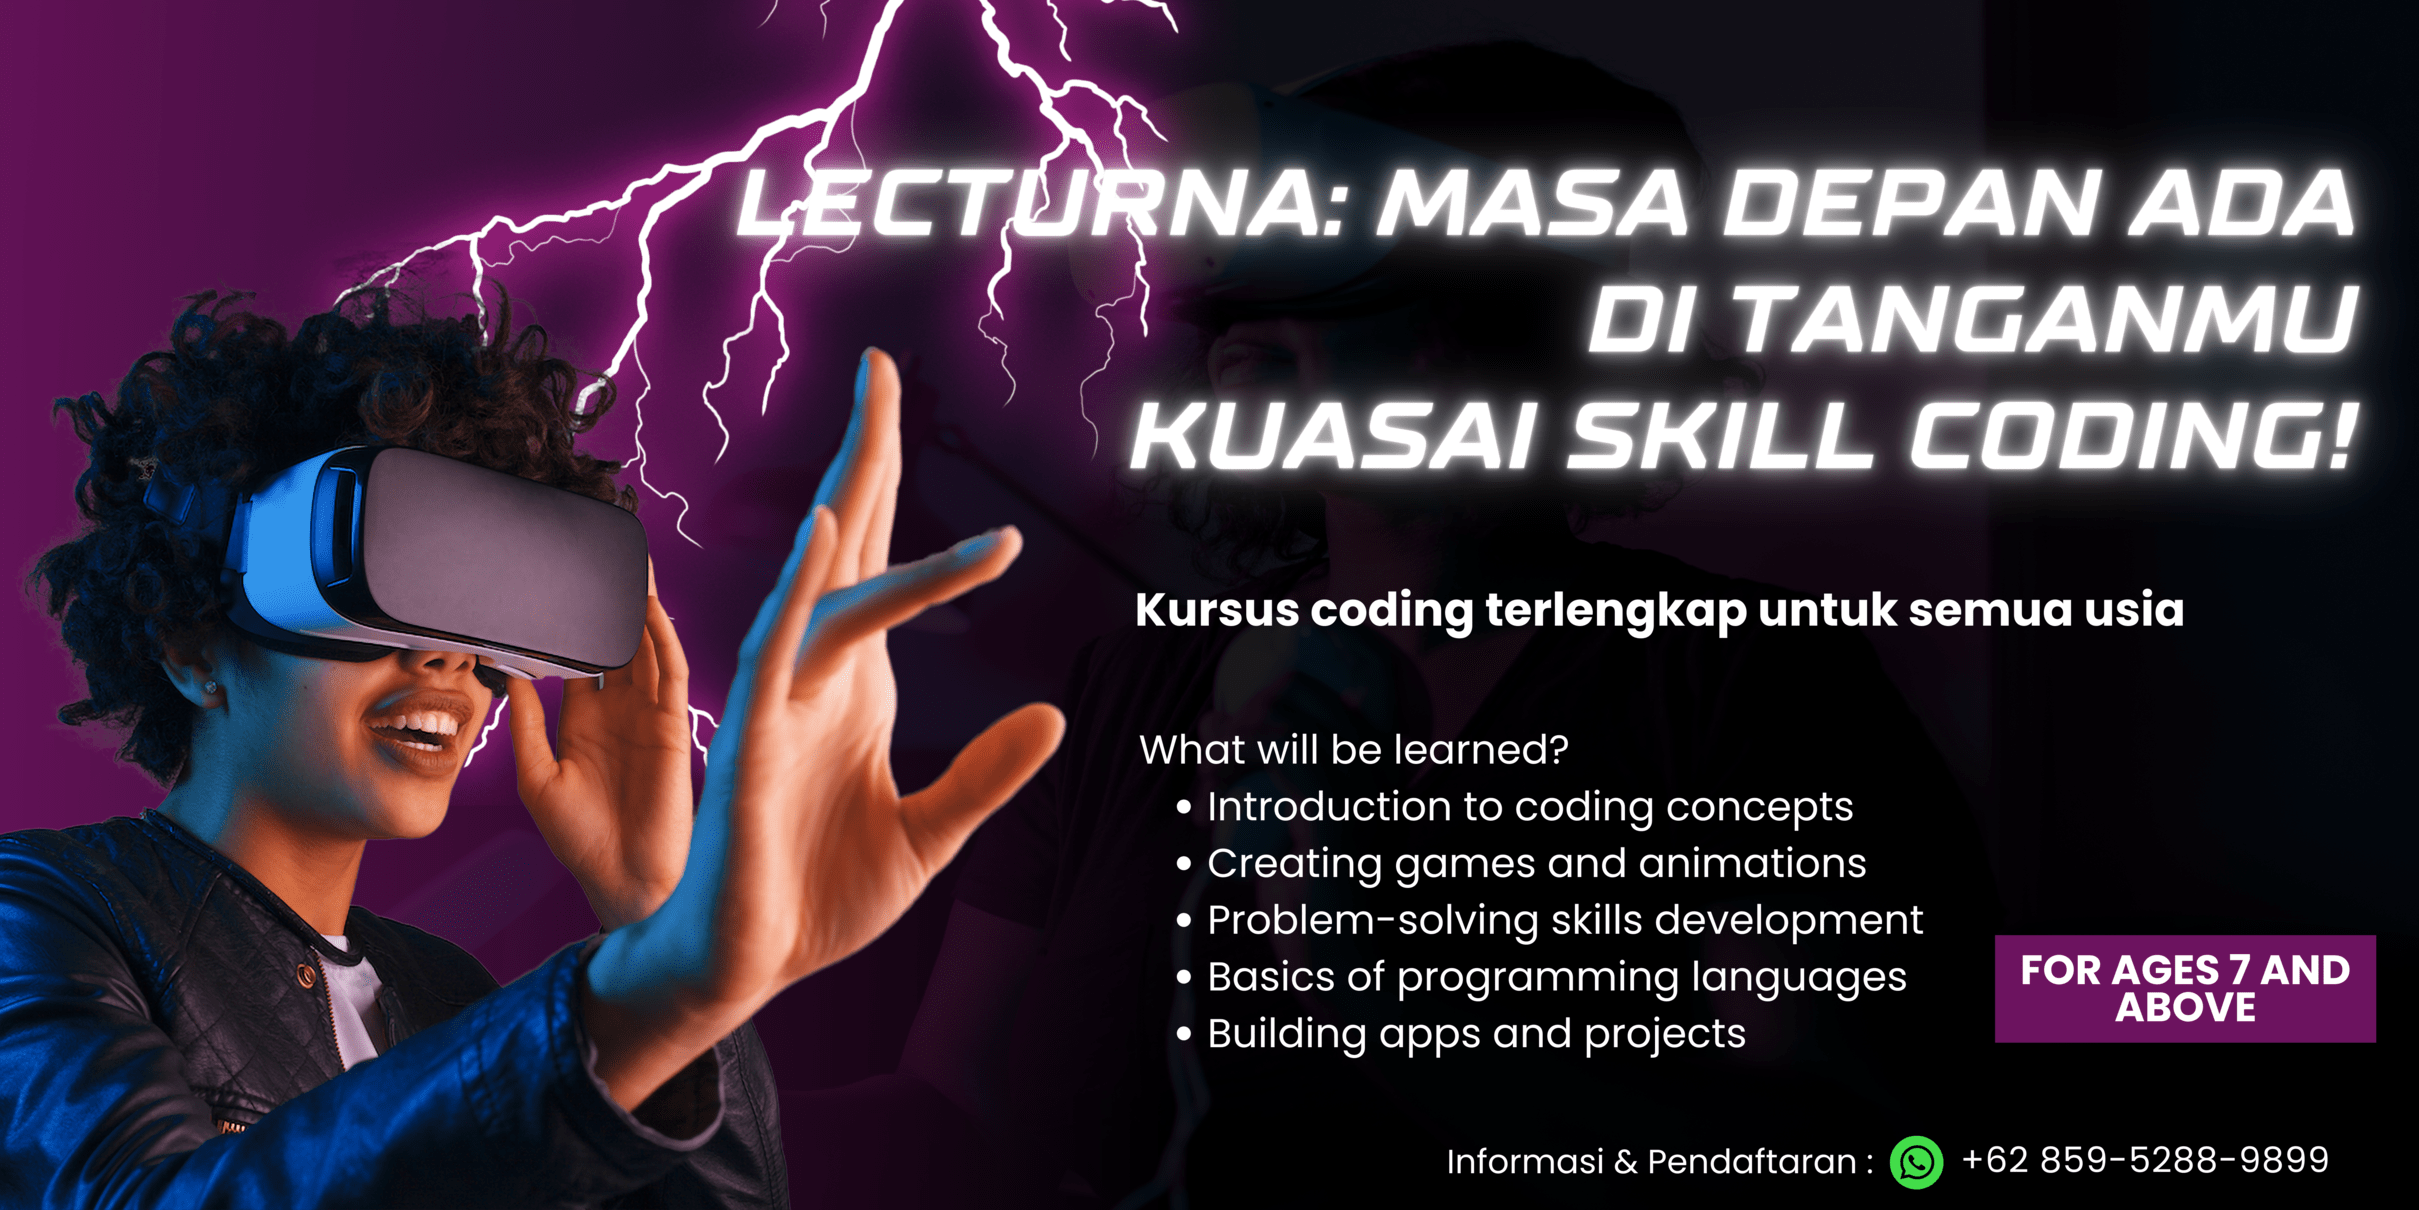 LECTURNA: MASA DEPAN ADA
DI TANGANMU
KUASAI SKILL CODING!
Kursus coding terlengkap untuk semua usia
What will be learned?
• Introduction to coding concepts
• Creating games and animations
• Problem-solving skills development
• Basics of programming languages
• Building apps and projects
FOR AGES 7 AND
ABOVE
Informasi & Pendaftaran : +62 859-5288-9899